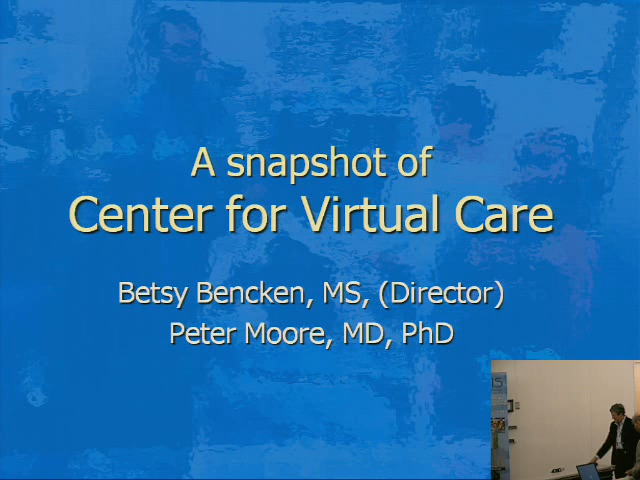 A snapshot of
Center for Virtual Care
Betsy Bencken, MS, (Director)
Peter Moore, MD, PhD